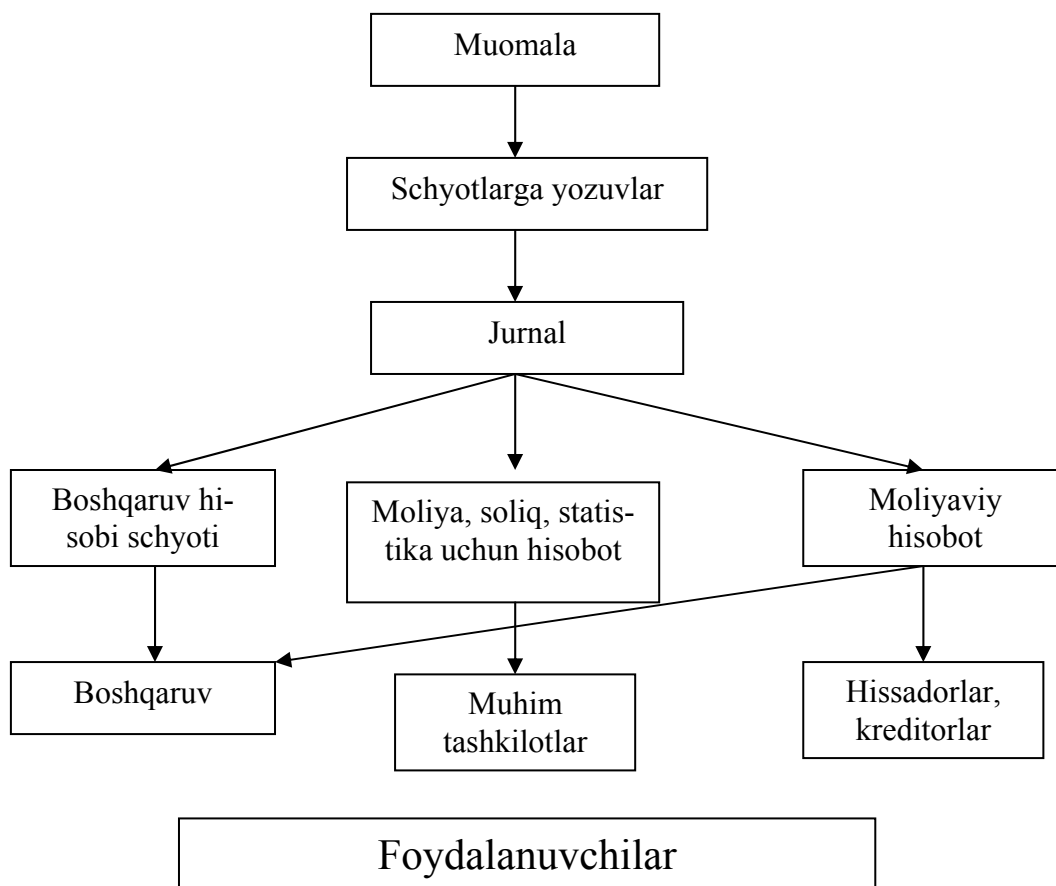 Muomala
Schyotlarga yozuvlar
Jurnal
Boshqaruv hi-
sobi schyoti
Moliya, soliq, statis-
tika uchun hisobot
Moliyaviy
hisobot
Boshqaruv
Muhim
tashkilotlar
Hissadorlar,
kreditorlar
Foydalanuvchilar